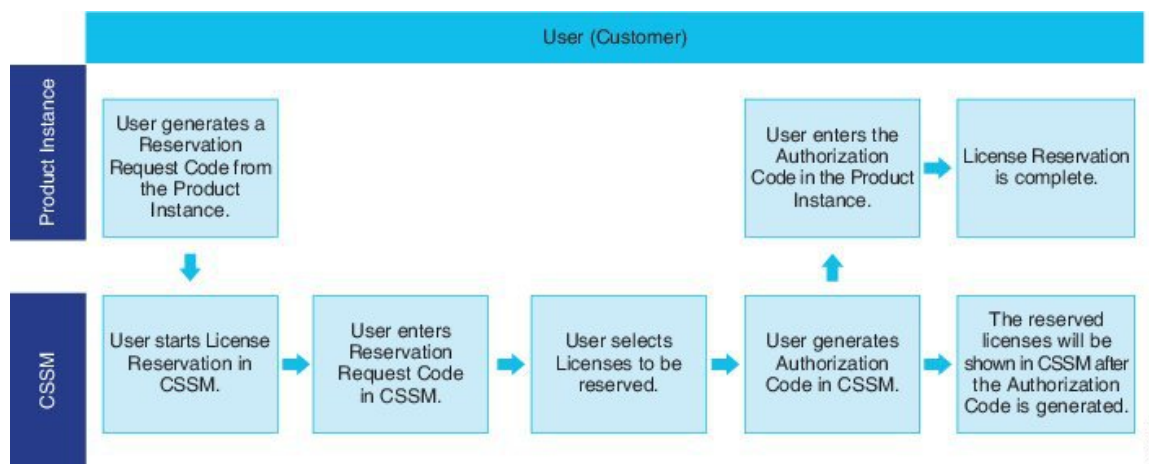 User (Customer)
Product Instance
User generates a
Reservation
Request Code from
the Product
Instance.
User enters the
Authorization
Code in the Product
Instance.
License Reservation
is complete.
CSSM
User starts License
Reservation in
CSSM.
User enters
Reservation
Request Code
in CSSM.
User selects
Licenses to be
reserved.
User generates
Authorization
Code in CSSM.
The reserved
licenses will be
shown in CSSM after
the Authorization
Code is generated.